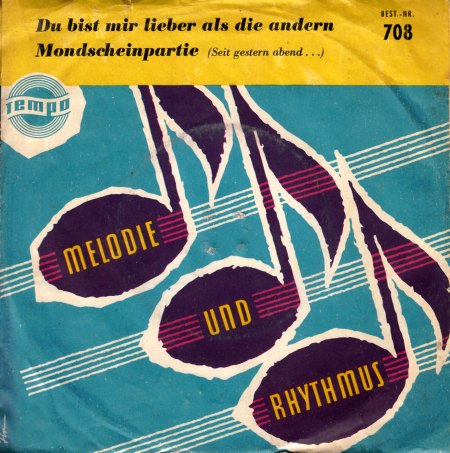 Du bist mir lieber als die andern
Mondscheinpartie (Seit gestern abend...)
BEST.-NR.
708
TEMPO
MELODIE
UND
RHYTHMUS